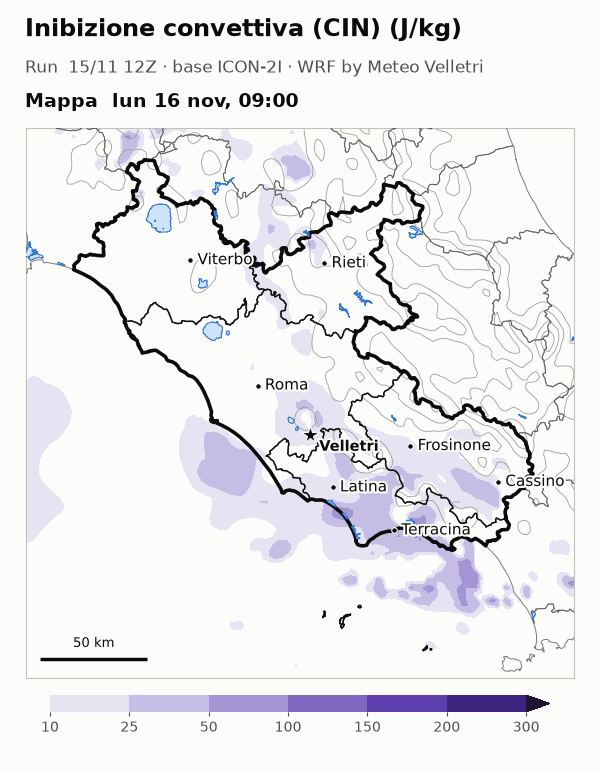 Inibizione convettiva (CIN) (J/kg)
Run  15/11 12Z · base ICON-2I · WRF by Meteo Velletri
Mappa  lun 16 nov, 09:00
Viterbo
Rieti
Roma
Velletri
Frosinone
Latina
Cassino
Terracina
50 km
10 25 50 100 150 200 300